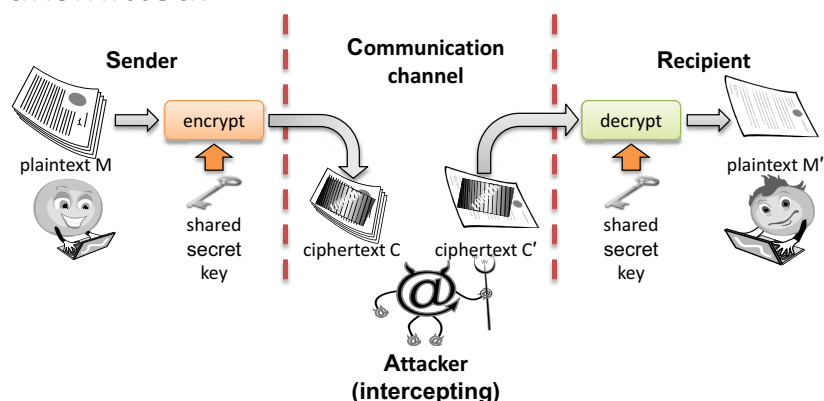 Sender
Communication
channel
Recipient
encrypt
decrypt
plaintext M
plaintext M′
shared
secret
key
ciphertext C
ciphertext C′
shared
secret
key
@
Attacker
(intercepting)